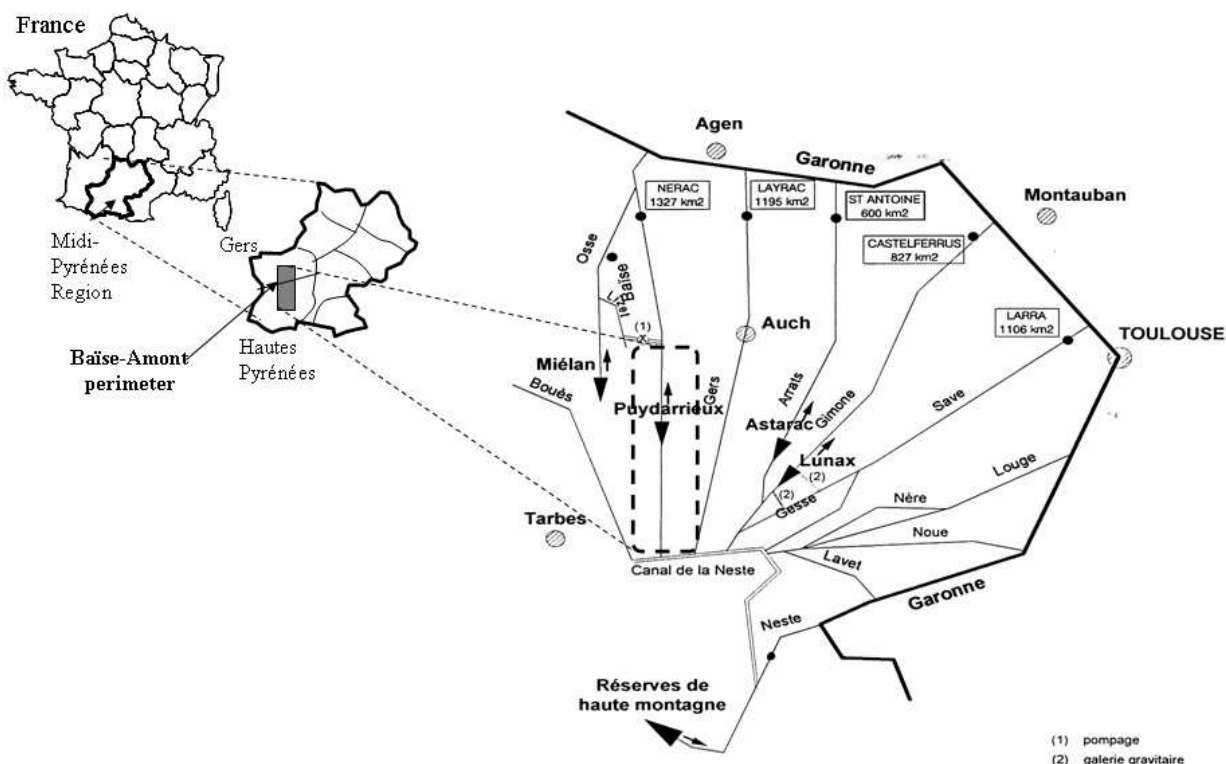 France
Midi-
Pyrénées
Region
Gers
Baïse-Amont
perimeter
Hautes
Pyrénées
Agen
Garonne
Montauban
NERAC
1327 km2
LAYRAC
1195 km2
ST ANTOINE
600 km2
CASTELFERRUS
827 km2
LARRA
1106 km2
TOULOUSE
Osse
Baïse
(1)
Auch
Miélan
Bouès
Puydarrieux
Gers
Arrats
Gimone
Save
Astarac
Lunax
(2)
(2)
Gesse
Louge
Nère
Noue
Tarbes
Canal de la Neste
Lavet
Garonne
Neste
Réserves de
haute montagne
(1) pompage
(2) galerie gravitaire